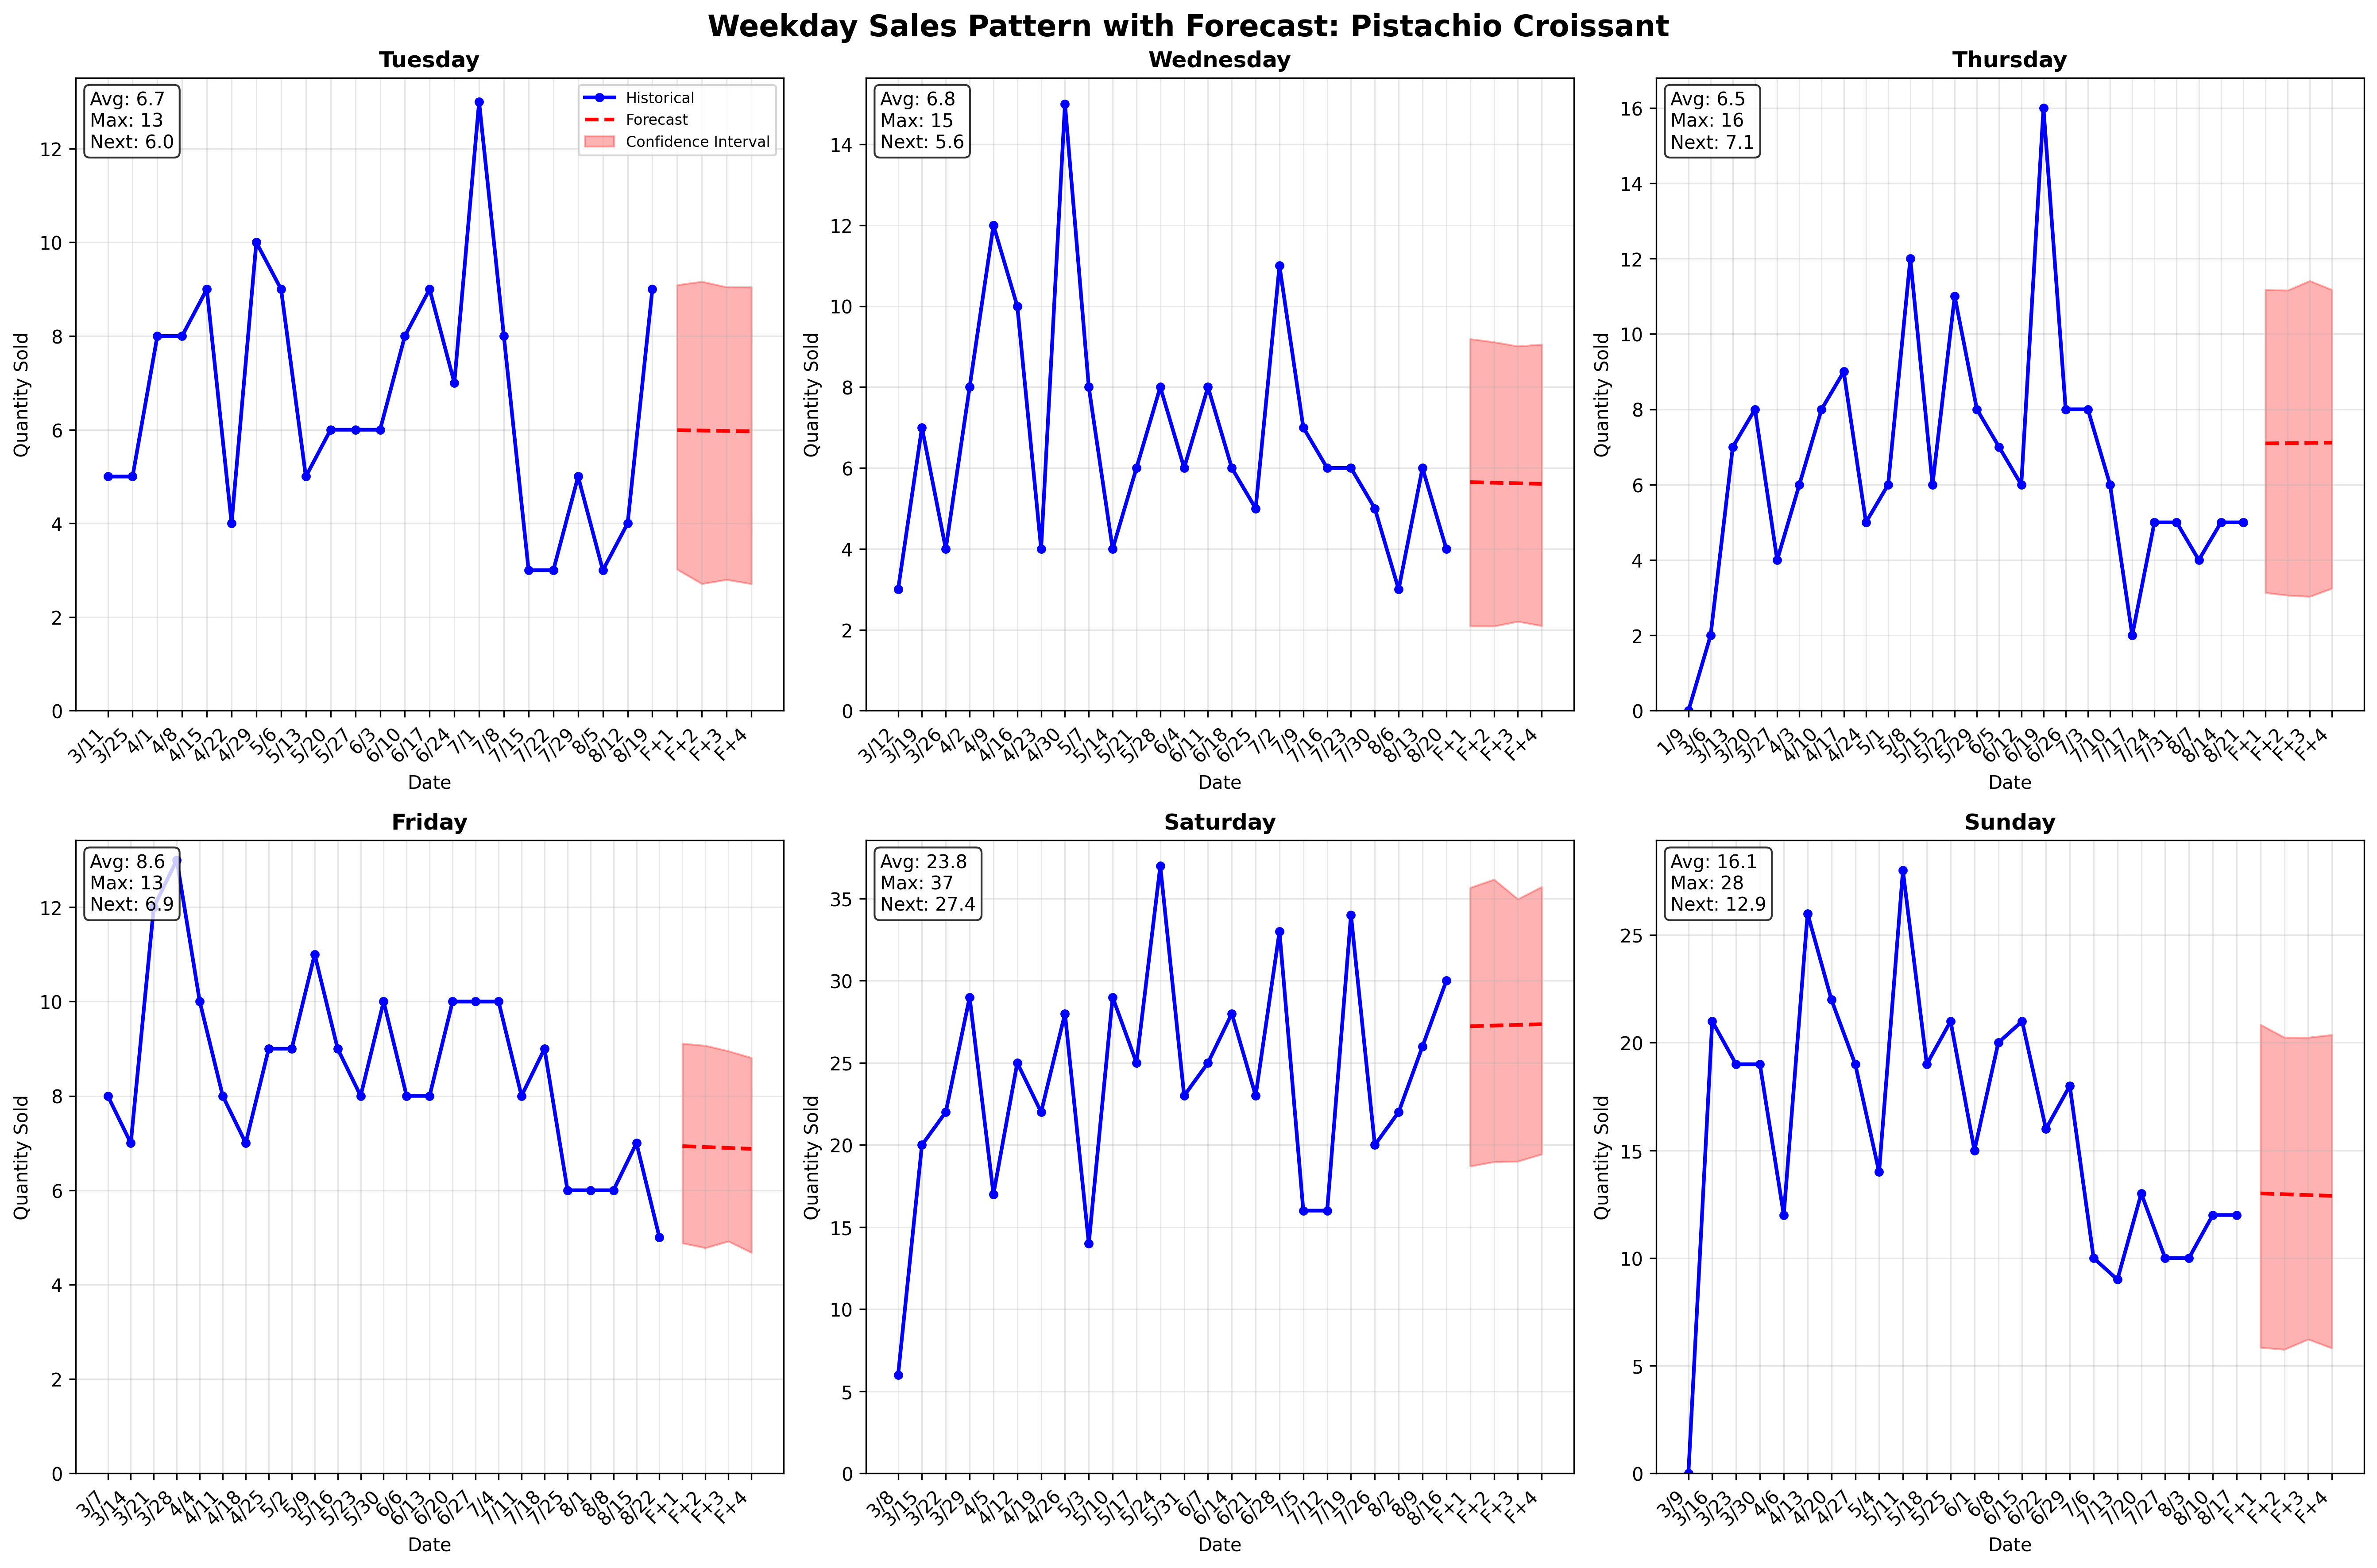 Weekday Sales Pattern with Forecast: Pistachio Croissant
Tuesday
Avg: 6.7
Max: 13
Next: 6.0
Historical
Forecast
Confidence Interval
Quantity Sold
12
10
8
6
4
2
0
3/11 3/25 4/1 4/8 4/15 4/22 4/29 5/6 5/13 5/20 5/27 6/3 6/10 6/17 6/24 7/1 7/8 7/15 7/22 7/29 8/5 8/12 8/19 F+1 F+2 F+3 F+4
Date
Wednesday
Avg: 6.8
Max: 15
Next: 5.6
Quantity Sold
14
12
10
8
6
4
2
0
3/12 3/19 3/26 4/2 4/9 4/16 4/23 4/30 5/7 5/14 5/21 5/28 6/4 6/11 6/18 6/25 7/2 7/9 7/16 7/23 7/30 8/6 8/13 8/20 F+1 F+2 F+3 F+4
Date
Thursday
Avg: 6.5
Max: 16
Next: 7.1
Quantity Sold
16
14
12
10
8
6
4
2
0
1/9 3/6 3/13 3/20 3/27 4/3 4/10 4/17 4/24 5/1 5/8 5/15 5/22 5/29 6/5 6/12 6/19 6/26 7/3 7/10 7/17 7/24 7/31 8/7 8/14 8/21 F+1 F+2 F+3 F+4
Date
Friday
Avg: 8.6
Max: 13
Next: 6.9
Quantity Sold
12
10
8
6
4
2
0
3/7 3/14 3/21 3/28 4/4 4/11 4/18 4/25 5/2 5/9 5/16 5/23 5/30 6/6 6/13 6/20 6/27 7/4 7/11 7/18 7/25 8/1 8/8 8/15 8/22 F+1 F+2 F+3 F+4
Date
Saturday
Avg: 23.8
Max: 37
Next: 27.4
Quantity Sold
35
30
25
20
15
10
5
0
3/8 3/15 3/22 3/29 4/5 4/12 4/19 4/26 5/3 5/10 5/17 5/24 5/31 6/7 6/14 6/21 6/28 7/5 7/12 7/19 7/26 8/2 8/9 8/16 F+1 F+2 F+3 F+4
Date
Sunday
Avg: 16.1
Max: 28
Next: 12.9
Quantity Sold
25
20
15
10
5
0
3/9 3/16 3/23 3/30 4/6 4/13 4/20 4/27 5/4 5/11 5/18 5/25 6/1 6/8 6/15 6/22 6/29 7/6 7/13 7/20 7/27 8/3 8/10 8/17 F+1 F+2 F+3 F+4
Date